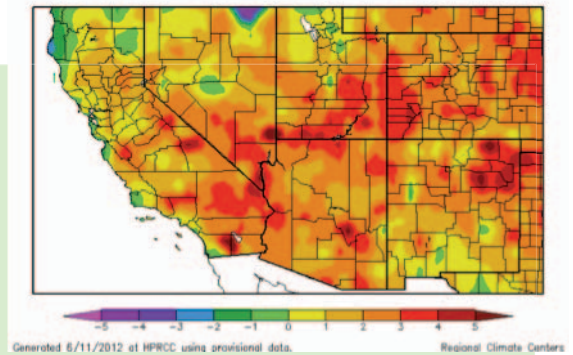 -5 -4 -3 -2 -1 0 1 2 3 4 5
Generated 6/11/2012 at HPRCC using provisional data. Regional Climate Centers